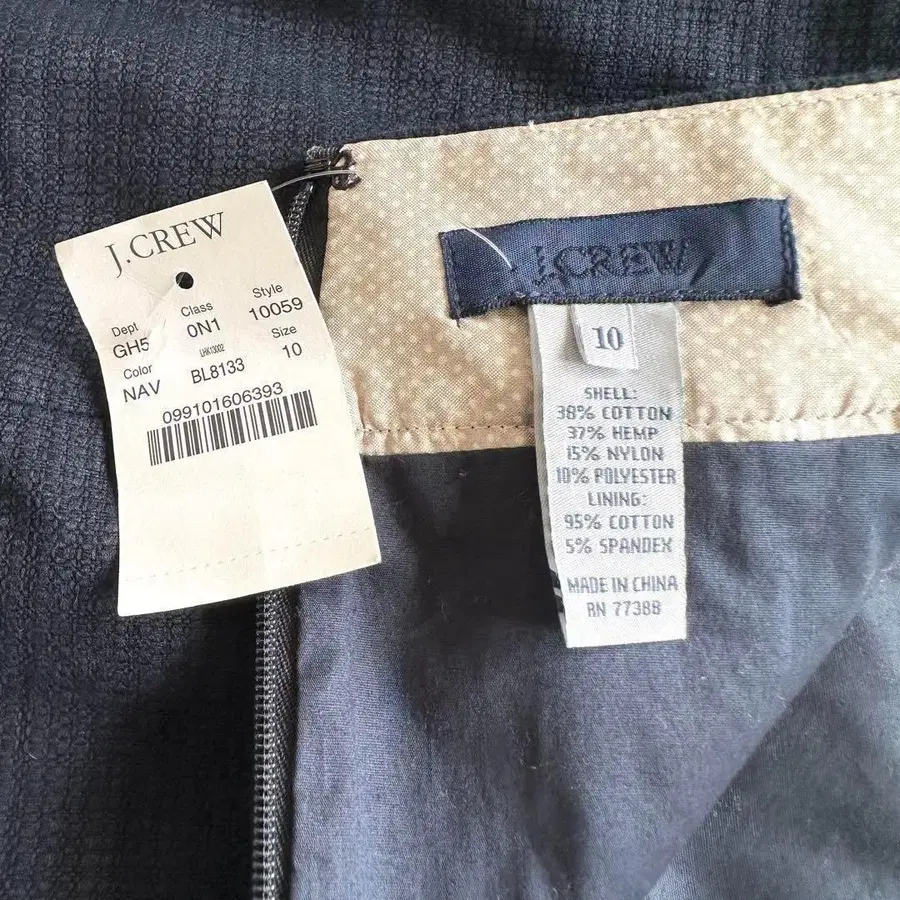 J.CREW
Dept Class Style
GH5 0N1 10059
Color LHK13002 Size
NAV BL8133 10
099101606393
J.CREW
10
SHELL:
38% COTTON
37% HEMP
15% NYLON
10% POLYESTER
LINING:
95% COTTON
5% SPANDEX
MADE IN CHINA
RN 77388